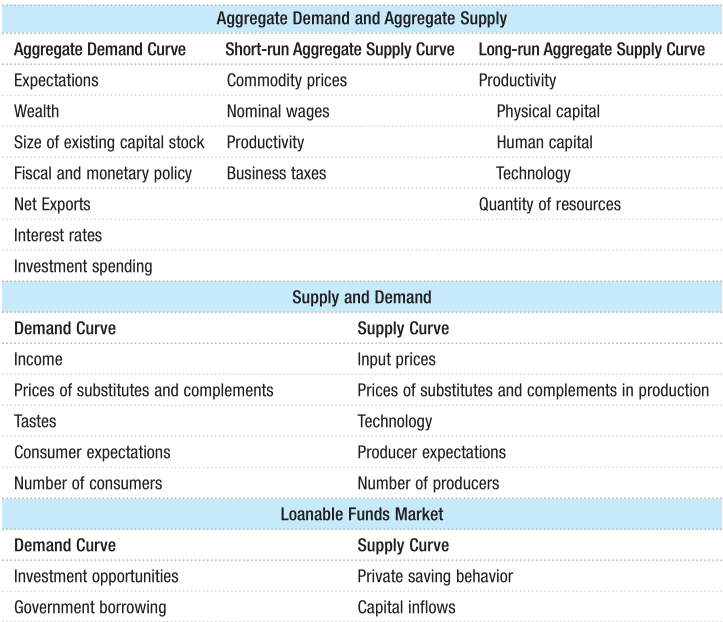 Aggregate Demand and Aggregate Supply
Aggregate Demand Curve Short-run Aggregate Supply Curve Long-run Aggregate Supply Curve
Expectations Commodity prices Productivity
Wealth Nominal wages Physical capital
Size of existing capital stock Productivity Human capital
Fiscal and monetary policy Business taxes Technology
Net Exports Quantity of resources
Interest rates
Investment spending
Supply and Demand
Demand Curve Supply Curve
Income Input prices
Prices of substitutes and complements Prices of substitutes and complements in production
Tastes Technology
Consumer expectations Producer expectations
Number of consumers Number of producers
Loanable Funds Market
Demand Curve Supply Curve
Investment opportunities Private saving behavior
Government borrowing Capital inflows